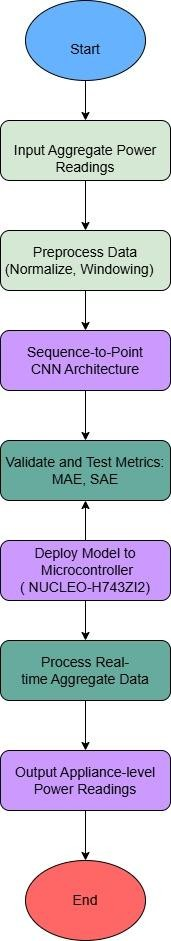 Start
Input Aggregate Power
Readings
Preprocess Data
(Normalize, Windowing)
Sequence-to-Point
CNN Architecture
Validate and Test Metrics:
MAE, SAE
Deploy Model to
Microcontroller
( NUCLEO-H743ZI2)
Process Real-
time Aggregate Data
Output Appliance-level
Power Readings
End